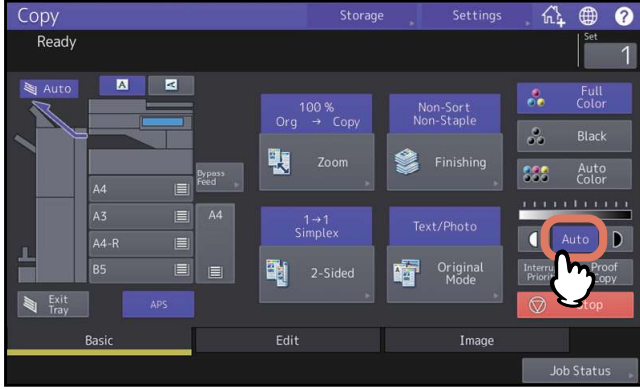 Copy
Storage
Settings
Ready
Set
1
Auto
A
A
100 %
Org → Copy
Zoom
Non-Sort
Non-Staple
Finishing
Full
Color
Black
Auto
Color
Bypass
Feed
A4
A3
A4-R
B5
A4
1→1
Simplex
2-Sided
Text/Photo
Original
Mode
Auto
Proof
Exit
Tray
APS
Basic
Edit
Image
Job Status